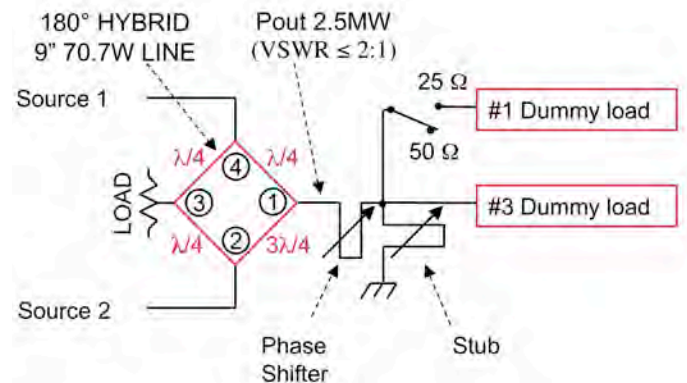 180° HYBRID
9" 70.7W LINE
Pout 2.5MW
(VSWR ≤ 2:1)
Source 1
25 Ω
#1 Dummy load
50 Ω
λ/4
λ/4
4
LOAD
3
1
#3 Dummy load
2
λ/4
3λ/4
Source 2
Phase
Shifter
Stub